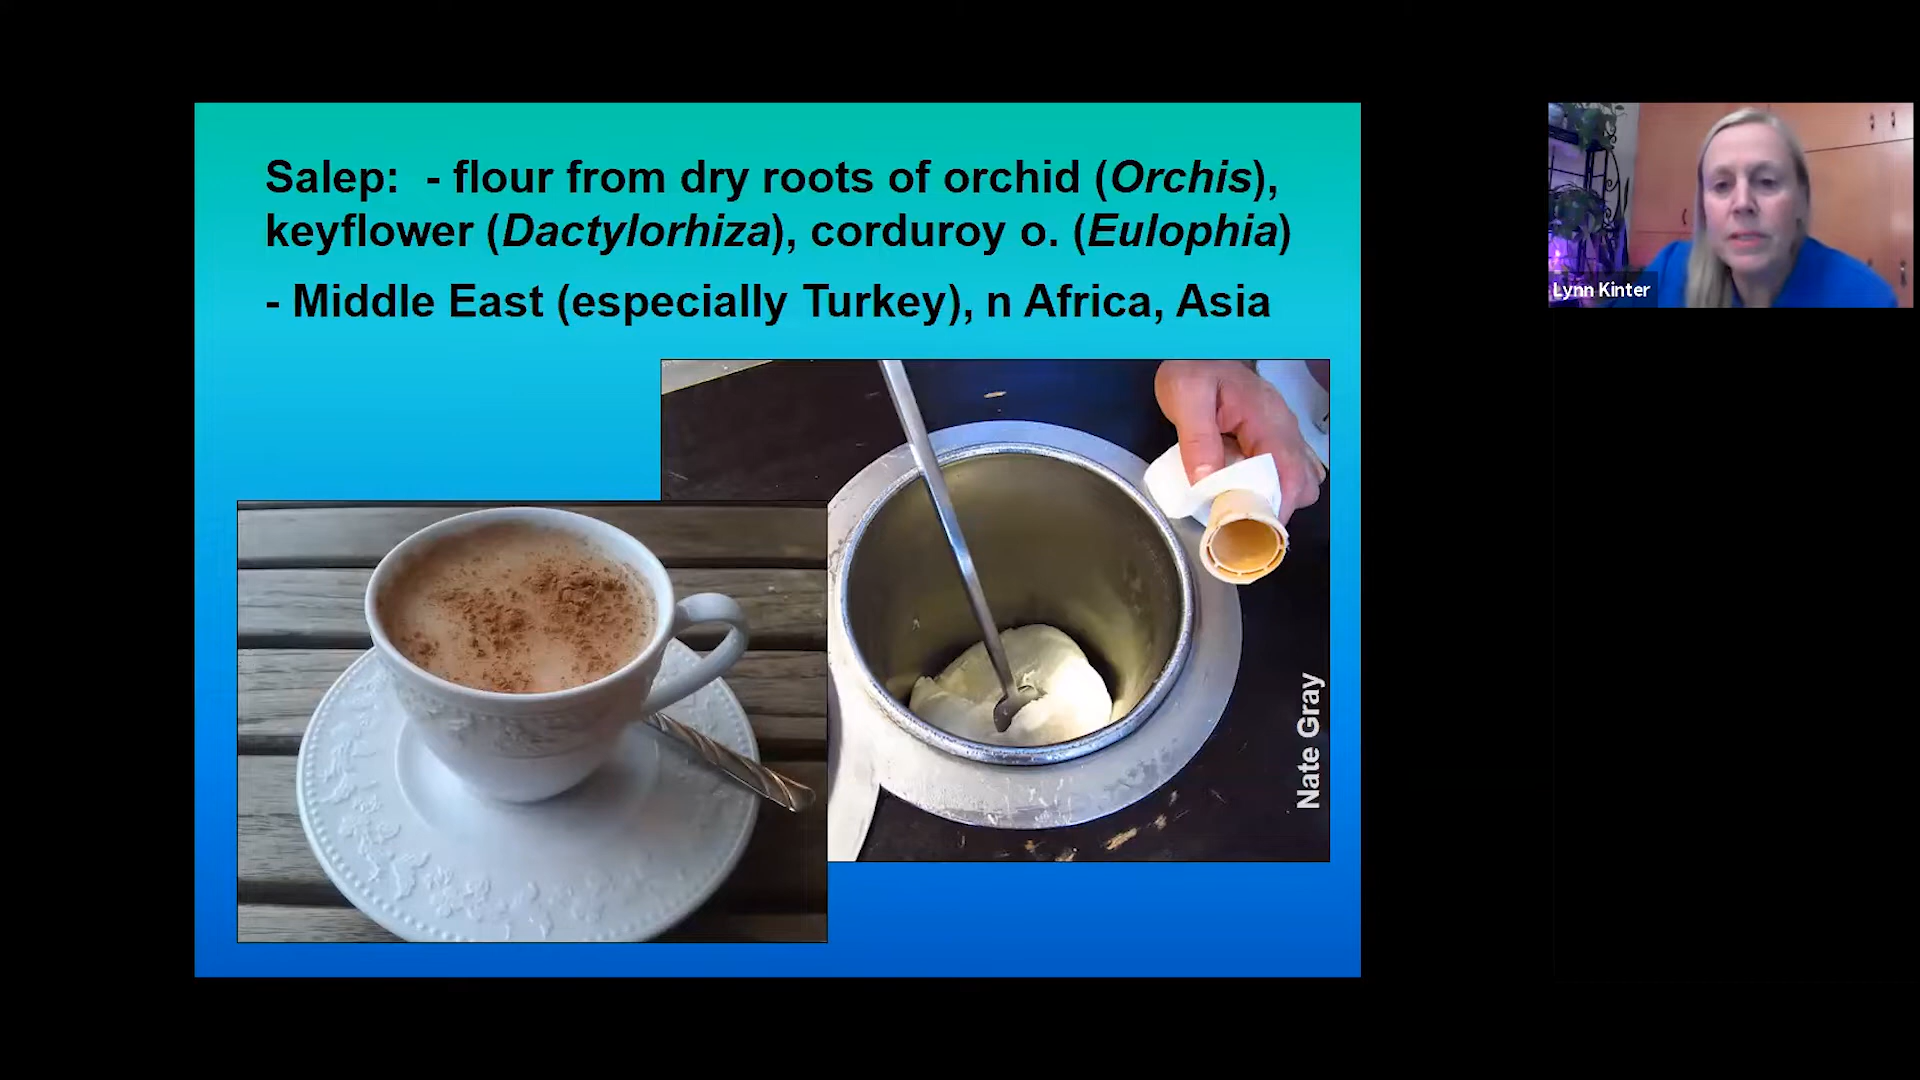 Salep:  - flour from dry roots of orchid (Orchis),
keyflower (Dactylorhiza), corduroy o. (Eulophia)
- Middle East (especially Turkey), n Africa, Asia
Nate Gray
Lynn Kinter